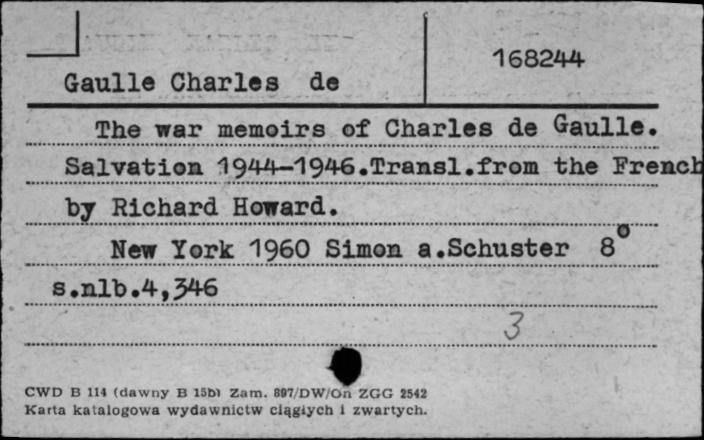 168244
Gaulle Charles de
The war memoirs of Charles de Gaulle.
Salvation 1944-1946.Transl.from the French
by Richard Howard.
New York 1960 Simon a.Schuster 8°
s.nlb.4,346
3
CWD B 114 (dawny B 15b) Zam. 897/DW/On ZGG 2542
Karta katalogowa wydawnictw ciągłych i zwartych.